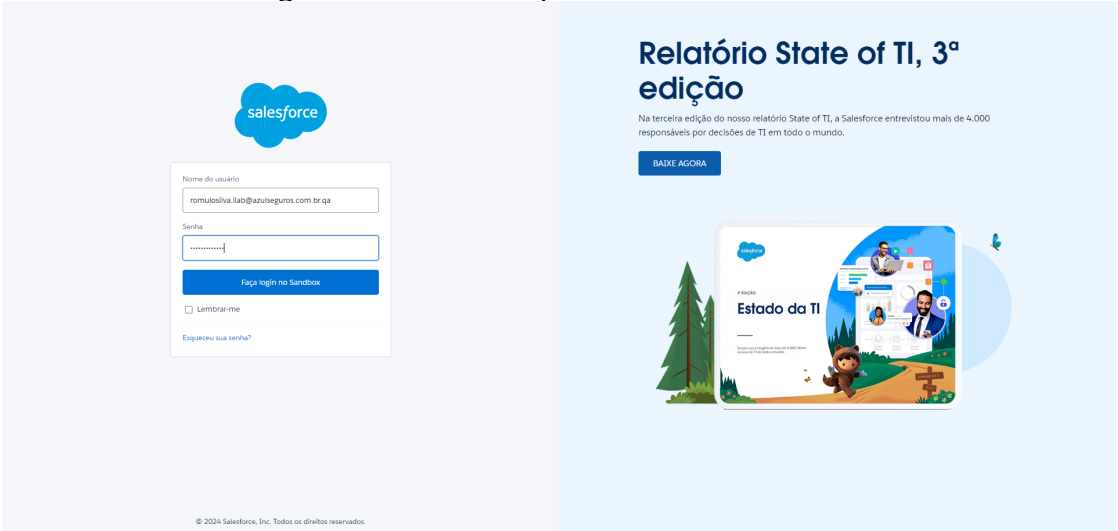 salesforce
Nome do usuário
romulosilva.liab@azulseguros.com.br.qa
Senha
Faça login no Sandbox
Lembrar-me
Esqueceu sua senha?
© 2024 Salesforce, Inc. Todos os direitos reservados.
Relatório State of TI, 3ª
edição
Na terceira edição do nosso relatório State of TI, a Salesforce entrevistou mais de 4.000
responsáveis por decisões de TI em todo o mundo.
BAIXE AGORA
salesforce
3ª EDIÇÃO
Estado da TI